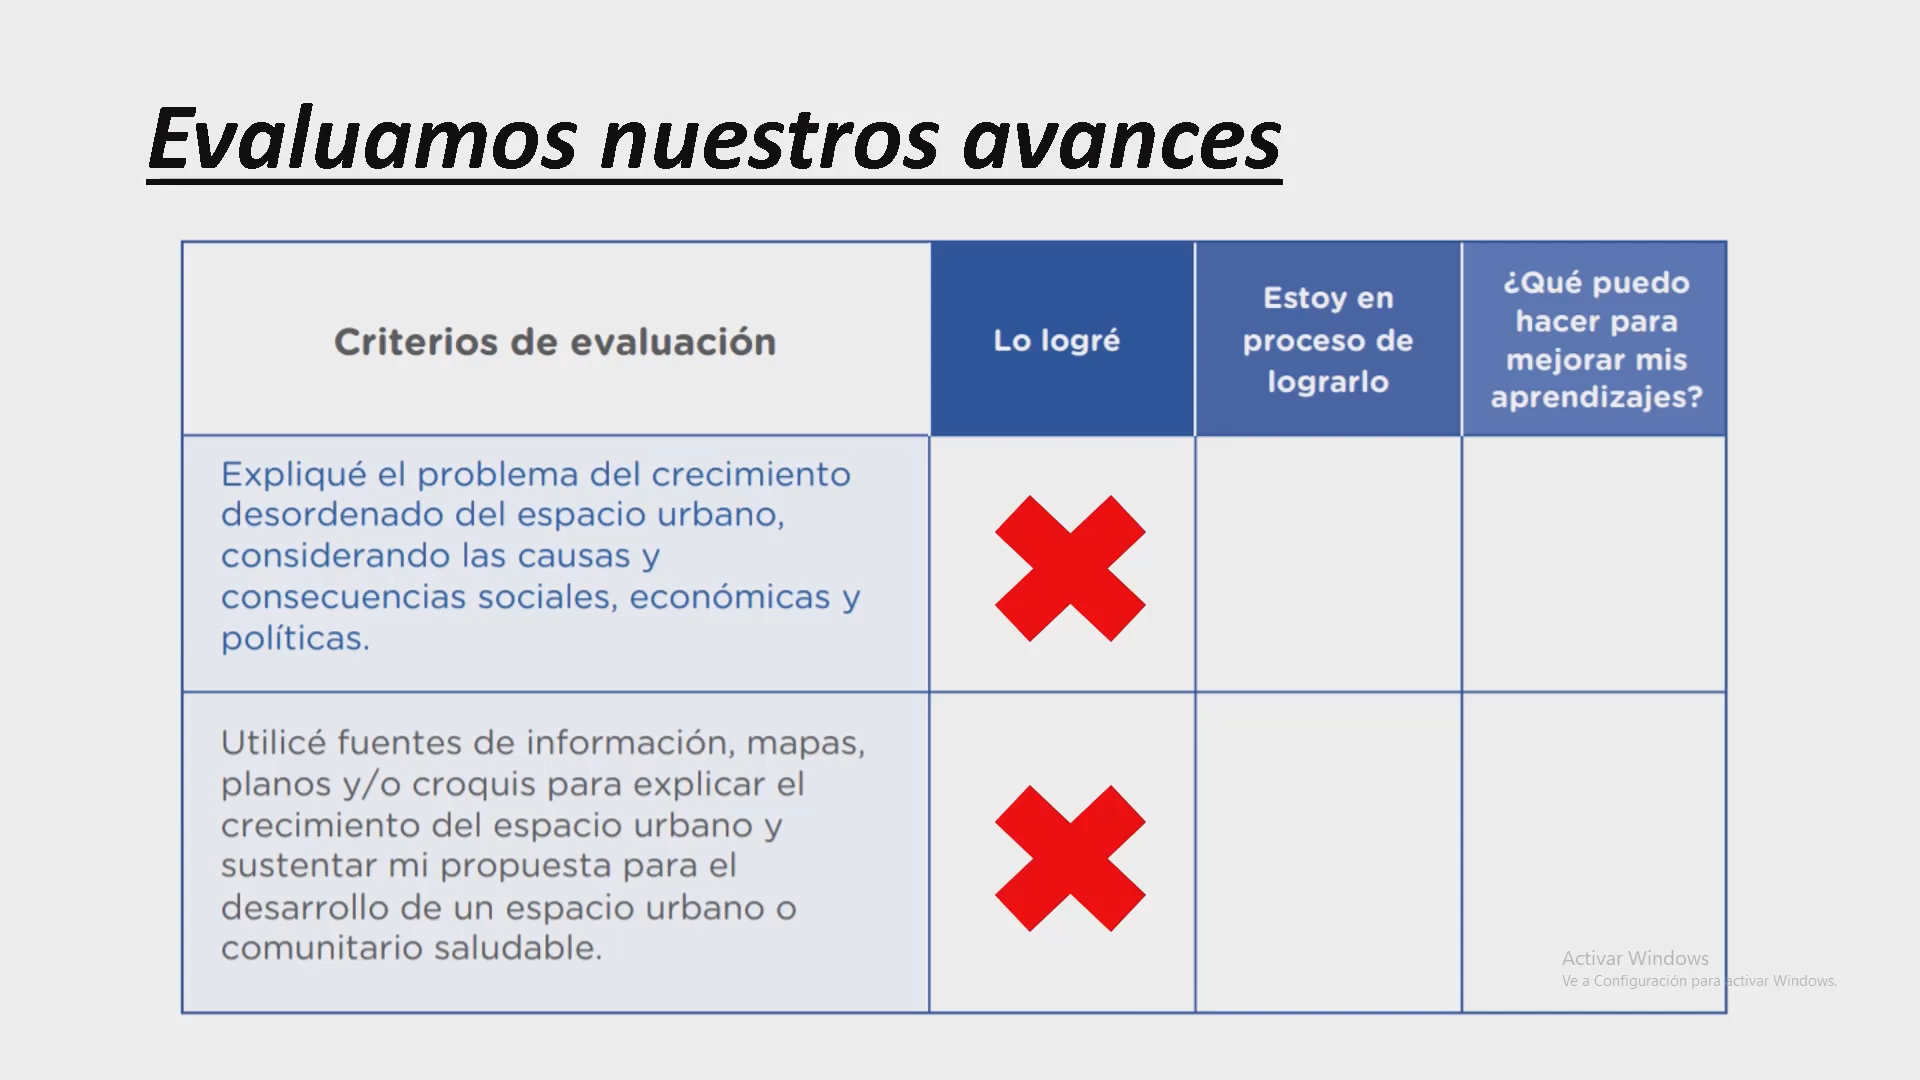 Evaluamos nuestros avances
Criterios de evaluación
Lo logré
Estoy en
proceso de
lograrlo
¿Qué puedo
hacer para
mejorar mis
aprendizajes?
Expliqué el problema del crecimiento
desordenado del espacio urbano,
considerando las causas y
consecuencias sociales, económicas y
políticas.
Utilicé fuentes de información, mapas,
planos y/o croquis para explicar el
crecimiento del espacio urbano y
sustentar mi propuesta para el
desarrollo de un espacio urbano o
comunitario saludable.
Activar Windows
Ve a Configuración para activar Windows.